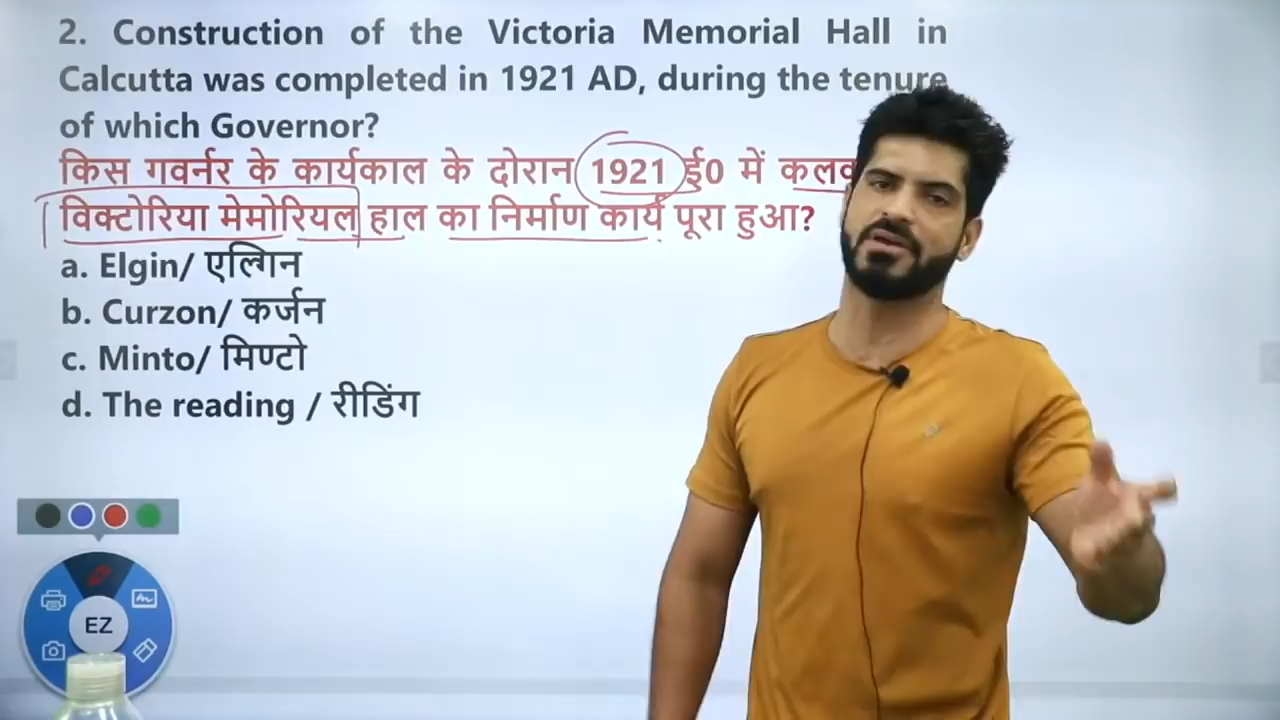 2. Construction of the Victoria Memorial Hall in
Calcutta was completed in 1921 AD, during the tenure
of which Governor?
किस गवर्नर के कार्यकाल के दोरान 1921 ई0 में
विक्टोरिया मेमोरियल हाल का निर्माण कार्य पूरा हुआ?
a. Elgin/ एल्गिन
b. Curzon/ कर्जन
c. Minto/ मिण्टो
d. The reading / रीडिंग
EZ